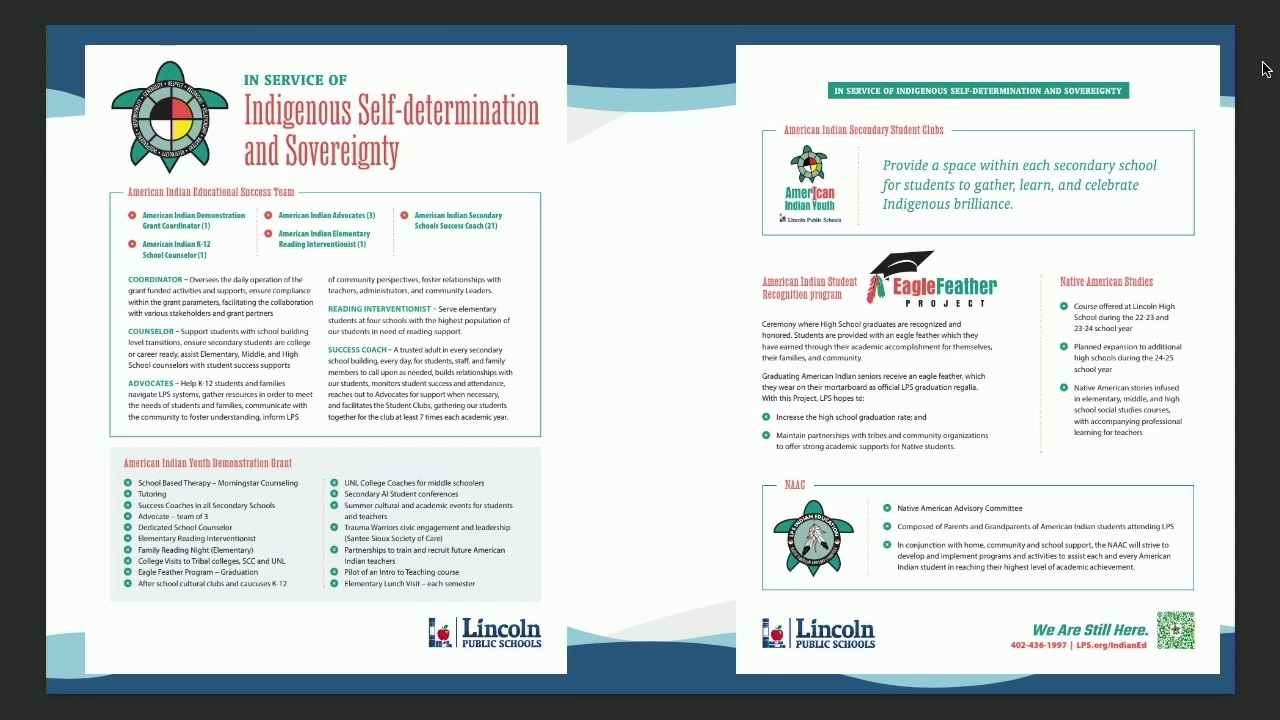 IN SERVICE OF
Indigenous Self-determination
and Sovereignty
American Indian Educational Success Team
American Indian Demonstration
Grant Coordinator (1)
American Indian K-12
School Counselor (1)
American Indian Advocates (3)
American Indian Elementary
Reading Interventionist (1)
American Indian Secondary
Schools Success Coach (21)
COORDINATOR – Oversees the daily operation of the
grant funded activities and supports, ensure compliance
within the grant parameters, facilitating the collaboration
with various stakeholders and grant partners
COUNSELOR – Support students with school building
level transitions, ensure secondary students are college
or career ready, assist Elementary, Middle, and High
School counselors with student success supports
ADVOCATES – Help K-12 students and families
navigate LPS systems, gather resources in order to meet
the needs of students and families, communicate with
the community to foster understanding, inform LPS
of community perspectives, foster relationships with
teachers, administrators, and community Leaders.
READING INTERVENTIONIST – Serve elementary
students at four schools with the highest population of
our students in need of reading support.
SUCCESS COACH – A trusted adult in every secondary
school building, every day, for students, staff, and family
members to call upon as needed, builds relationships with
our students, monitors student success and attendance,
reaches out to Advocates for support when necessary,
and facilitates the Student Clubs, gathering our students
together for the club at least 7 times each academic year.
American Indian Youth Demonstration Grant
School Based Therapy – Morningstar Counseling
Tutoring
Success Coaches in all Secondary Schools
Advocate – team of 3
Dedicated School Counselor
Elementary Reading Interventionist
Family Reading Night (Elementary)
College Visits to Tribal colleges, SCC and UNL
Eagle Feather Program – Graduation
After school cultural clubs and caucuses K-12
UNL College Coaches for middle schoolers
Secondary AI Student conferences
Summer cultural and academic events for students
and teachers
Trauma Warriors civic engagement and leadership
(Santee Sioux Society of Care)
Partnerships to train and recruit future American
Indian teachers
Pilot of an Intro to Teaching course
Elementary Lunch Visit – each semester
Lincoln
PUBLIC SCHOOLS
IN SERVICE OF INDIGENOUS SELF-DETERMINATION AND SOVEREIGNTY
American Indian Secondary Student Clubs
AmerIcan
Indian Youth
Lincoln Public Schools
Provide a space within each secondary school
for students to gather, learn, and celebrate
Indigenous brilliance.
American Indian Student
Recognition program
EagleFeather
PROJECT
Ceremony where High School graduates are recognized and
honored. Students are provided with an eagle feather which they
have earned through their academic accomplishment for themselves,
their families, and community.
Graduating American Indian seniors receive an eagle feather, which
they wear on their mortarboard as official LPS graduation regalia.
With this Project, LPS hopes to:
Increase the high school graduation rate; and
Maintain partnerships with tribes and community organizations
to offer strong academic supports for Native students.
Native American Studies
Course offered at Lincoln High
School during the 22-23 and
23-24 school year
Planned expansion to additional
high schools during the 24-25
school year
Native American stories infused
in elementary, middle, and high
school social studies courses,
with accompanying professional
learning for teachers
NAAC
Native American Advisory Committee
Composed of Parents and Grandparents of American Indian students attending LPS
In conjunction with home, community and school support, the NAAC will strive to
develop and implement programs and activities to assist each and every American
Indian student in reaching their highest level of academic achievement.
Lincoln
PUBLIC SCHOOLS
We Are Still Here.
402-436-1997 | LPS.org/IndianEd